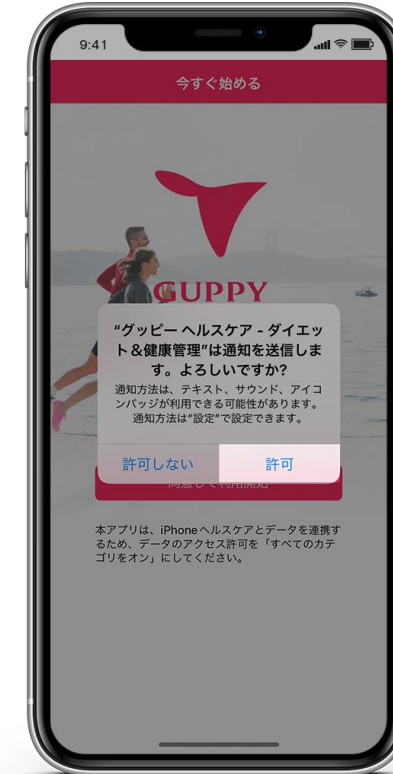 9:41
今すぐ始める
GUPPY
“グッピー ヘルスケア - ダイエッ
ト＆健康管理”は通知を送信しま
す。よろしいですか?
通知方法は、テキスト、サウンド、アイコ
ンバッジが利用できる可能性があります。
通知方法は“設定”で設定できます。
許可しない
許可
同意して利用開始
本アプリは、iPhoneヘルスケアとデータを連携す
るため、データのアクセス許可を「すべてのカテ
ゴリをオン」にしてください。